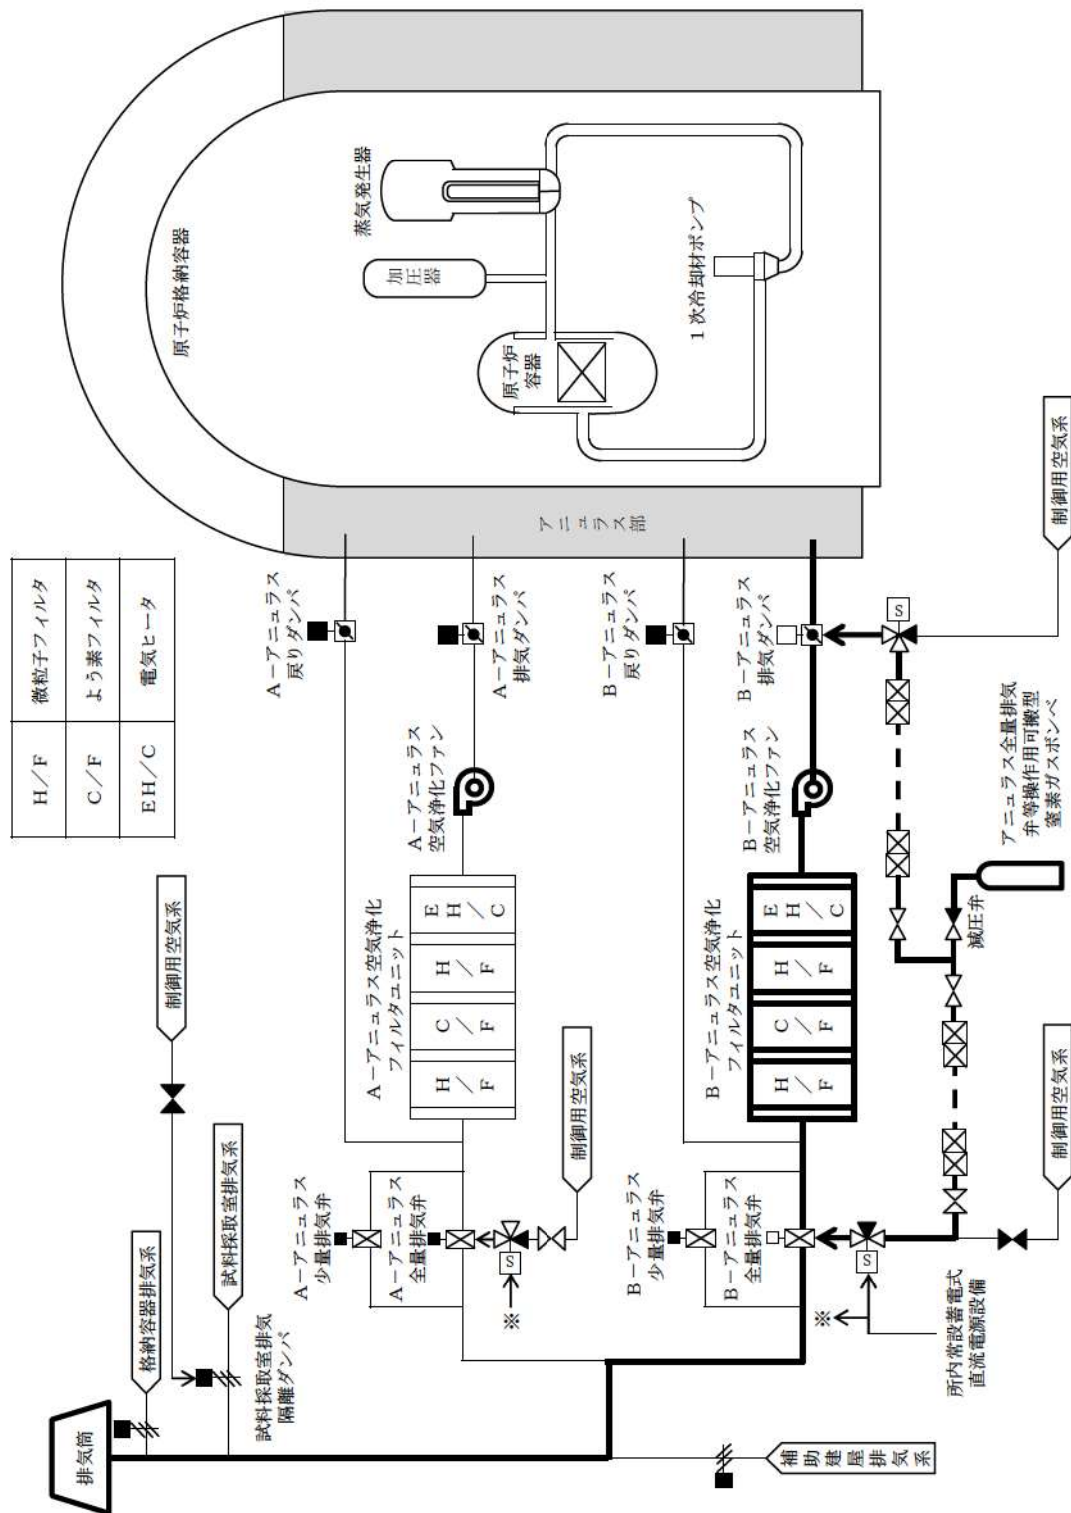 原子炉格納容器
蒸気発生器
加圧器
原子炉
容器
1次冷却材ポンプ
アニュラス部
H/F
微粒子フィルタ
C/F
よう素フィルタ
EH/C
電気ヒータ
A-アニュラス
戻りダンパ
A-アニュラス
排気ダンパ
B-アニュラス
戻りダンパ
B-アニュラス
排気ダンパ
S
制御用空気系
A-アニュラス
空気浄化ファン
B-アニュラス
空気浄化ファン
アニュラス全量排気
弁等操作用可搬型
窒素ガスボンベ
減圧弁
制御用空気系
A-アニュラス空気浄化
フィルタユニット
H/F
C/F
H/F
EH/C
B-アニュラス空気浄化
フィルタユニット
H/F
C/F
H/F
EH/C
制御用空気系
制御用空気系
A-アニュラス
少量排気弁
A-アニュラス
全量排気弁
S
※
B-アニュラス
少量排気弁
B-アニュラス
全量排気弁
S
※
所内常設蓄電式
直流電源設備
格納容器排気系
試料採取室排気系
試料採取室排気
隔離ダンパ
排気筒
補助建屋排気系